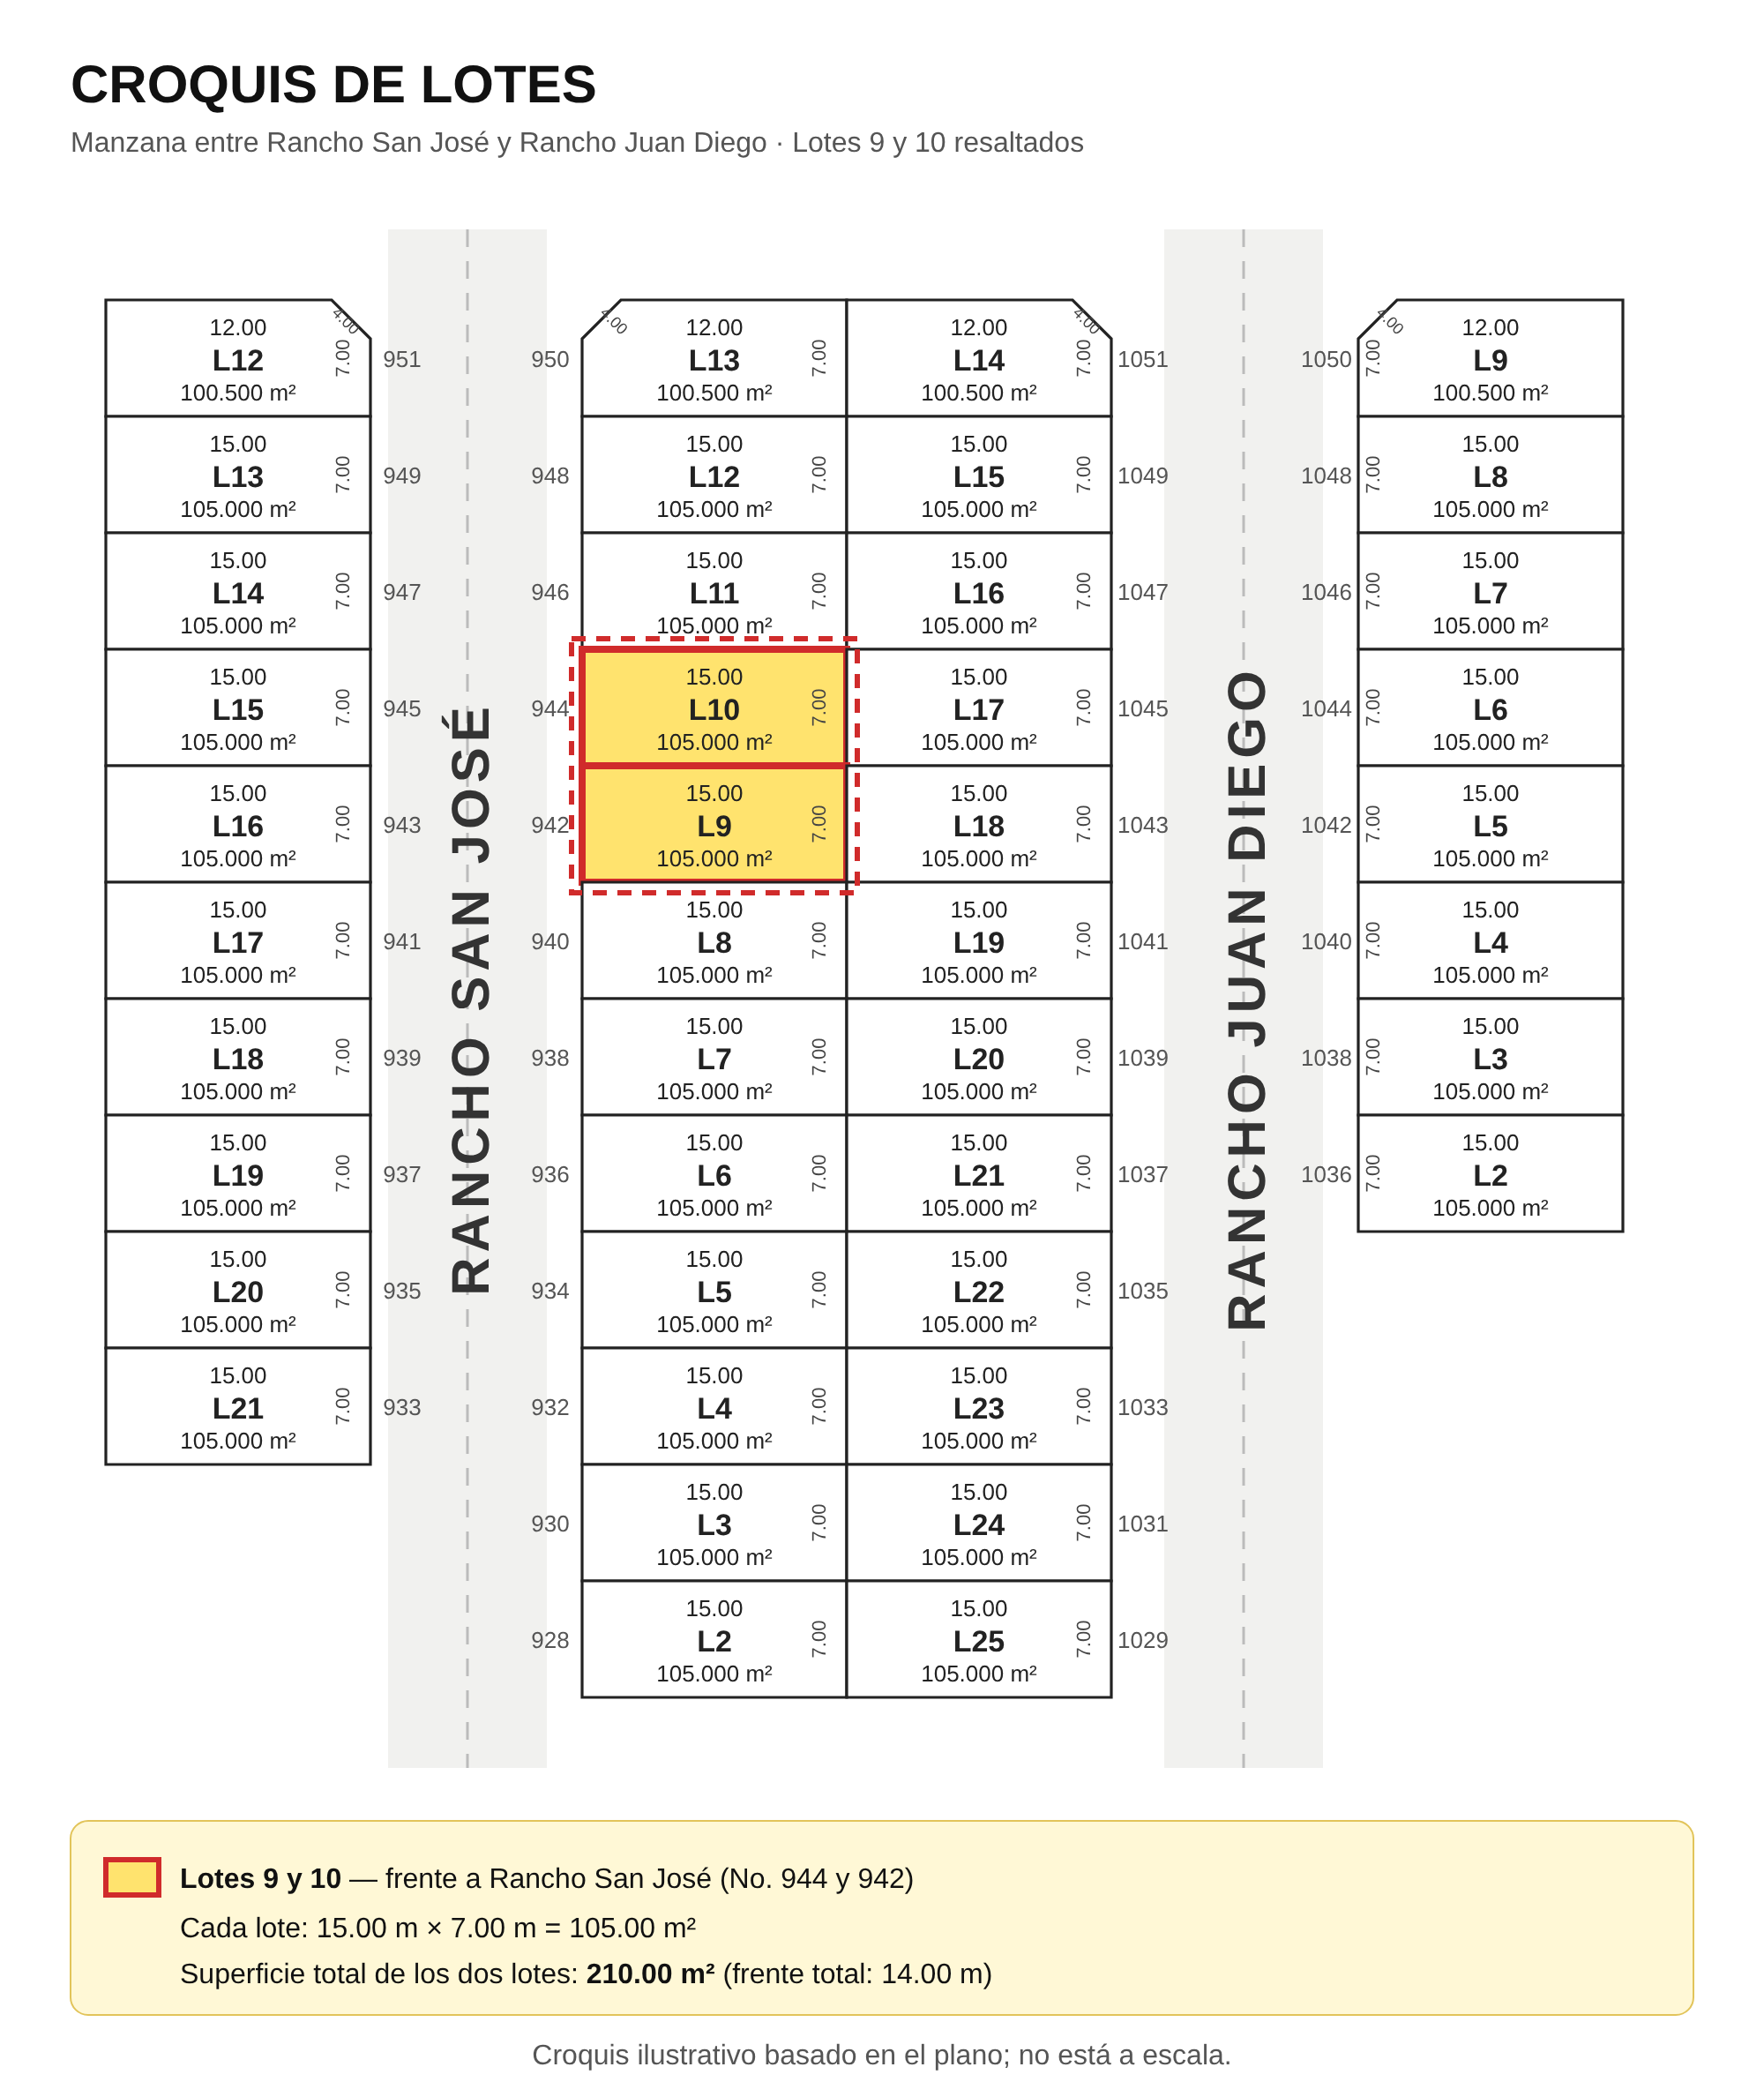 CROQUIS DE LOTES
Manzana entre Rancho San José y Rancho Juan Diego · Lotes 9 y 10 resaltados
12.00
L12
100.500 m²
7.00
4.00
951
15.00
L13
105.000 m²
7.00
949
15.00
L14
105.000 m²
7.00
947
15.00
L15
105.000 m²
7.00
945
15.00
L16
105.000 m²
7.00
943
15.00
L17
105.000 m²
7.00
941
15.00
L18
105.000 m²
7.00
939
15.00
L19
105.000 m²
7.00
937
15.00
L20
105.000 m²
7.00
935
15.00
L21
105.000 m²
7.00
933
RANCHO SAN JOSÉ
950
4.00
12.00
L13
100.500 m²
7.00
948
15.00
L12
105.000 m²
7.00
946
15.00
L11
105.000 m²
7.00
944
15.00
L10
105.000 m²
7.00
942
15.00
L9
105.000 m²
7.00
940
15.00
L8
105.000 m²
7.00
938
15.00
L7
105.000 m²
7.00
936
15.00
L6
105.000 m²
7.00
934
15.00
L5
105.000 m²
7.00
932
15.00
L4
105.000 m²
7.00
930
15.00
L3
105.000 m²
7.00
928
15.00
L2
105.000 m²
7.00
12.00
L14
100.500 m²
7.00
4.00
1051
15.00
L15
105.000 m²
7.00
1049
15.00
L16
105.000 m²
7.00
1047
15.00
L17
105.000 m²
7.00
1045
15.00
L18
105.000 m²
7.00
1043
15.00
L19
105.000 m²
7.00
1041
15.00
L20
105.000 m²
7.00
1039
15.00
L21
105.000 m²
7.00
1037
15.00
L22
105.000 m²
7.00
1035
15.00
L23
105.000 m²
7.00
1033
15.00
L24
105.000 m²
7.00
1031
15.00
L25
105.000 m²
7.00
1029
RANCHO JUAN DIEGO
1050
7.00
4.00
12.00
L9
100.500 m²
1048
7.00
15.00
L8
105.000 m²
1046
7.00
15.00
L7
105.000 m²
1044
7.00
15.00
L6
105.000 m²
1042
7.00
15.00
L5
105.000 m²
1040
7.00
15.00
L4
105.000 m²
1038
7.00
15.00
L3
105.000 m²
1036
7.00
15.00
L2
105.000 m²
Lotes 9 y 10 — frente a Rancho San José (No. 944 y 942)
Cada lote: 15.00 m × 7.00 m = 105.00 m²
Superficie total de los dos lotes: 210.00 m² (frente total: 14.00 m)
Croquis ilustrativo basado en el plano; no está a escala.